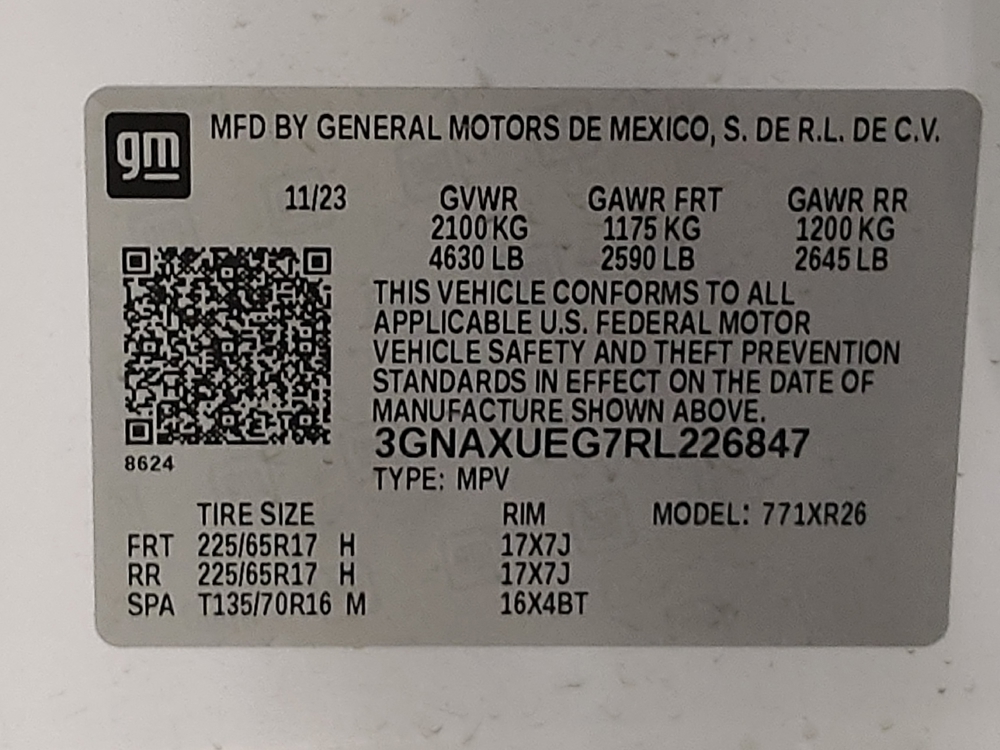 gm
MFD BY GENERAL MOTORS DE MEXICO, S. DE R.L. DE C.V.
11/23 GVWR GAWR FRT GAWR RR
2100 KG 1175 KG 1200 KG
4630 LB 2590 LB 2645 LB
THIS VEHICLE CONFORMS TO ALL
APPLICABLE U.S. FEDERAL MOTOR
VEHICLE SAFETY AND THEFT PREVENTION
STANDARDS IN EFFECT ON THE DATE OF
MANUFACTURE SHOWN ABOVE.
3GNAXUEG7RL226847
8624
TYPE: MPV
TIRE SIZE RIM MODEL: 771XR26
FRT 225/65R17 H 17X7J
RR 225/65R17 H 17X7J
SPA T135/70R16 M 16X4BT